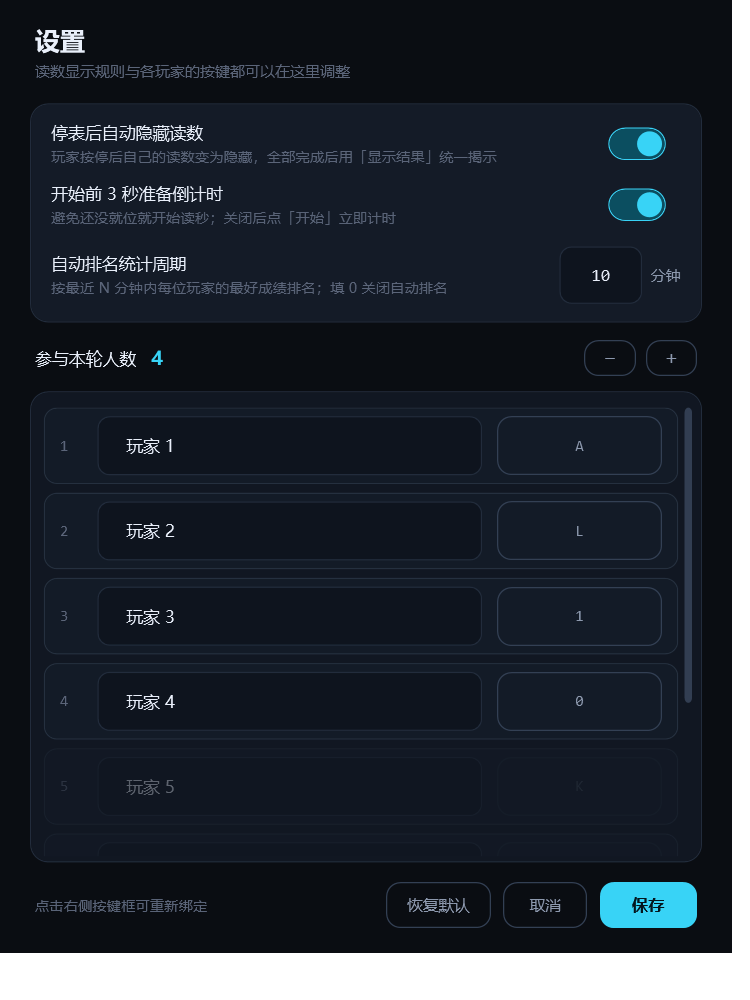 设置
读数显示规则与各玩家的按键都可以在这里调整
停表后自动隐藏读数
玩家按停后自己的读数变为隐藏，全部完成后用「显示结果」统一揭示
开始前 3 秒准备倒计时
避免还没就位就开始读秒；关闭后点「开始」立即计时
自动排名统计周期
按最近 N 分钟内每位玩家的最好成绩排名；填 0 关闭自动排名
10 分钟
参与本轮人数 4 − +
1 玩家 1 A
2 玩家 2 L
3 玩家 3 1
4 玩家 4 0
5 玩家 5 K
点击右侧按键框可重新绑定 恢复默认 取消 保存